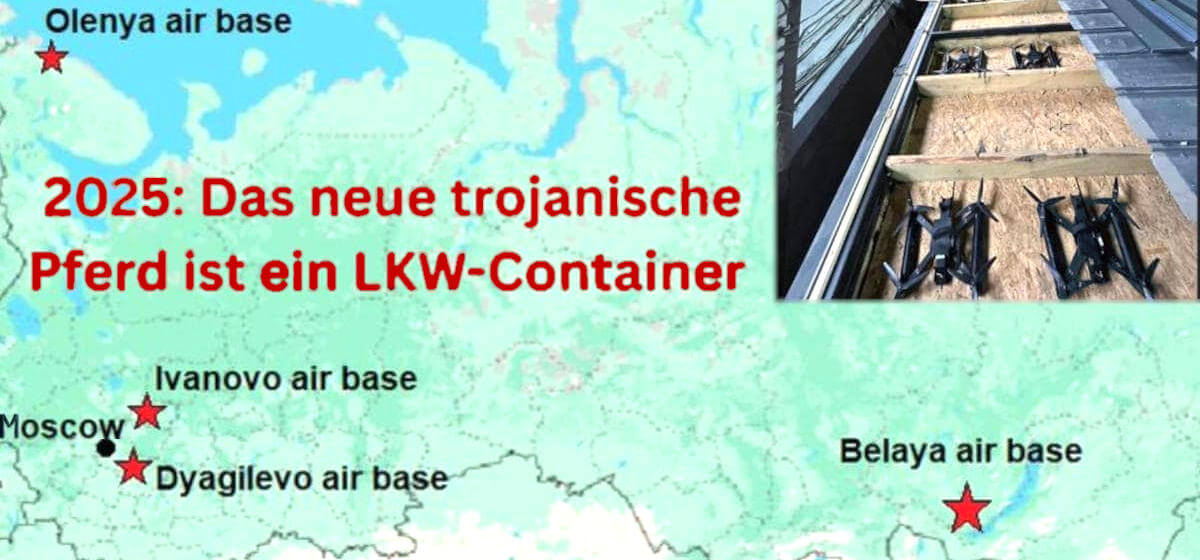 Olenya air base
2025: Das neue trojanische
Pferd ist ein LKW-Container
Ivanovo air base
Moscow
Dyagilevo air base
Belaya air base